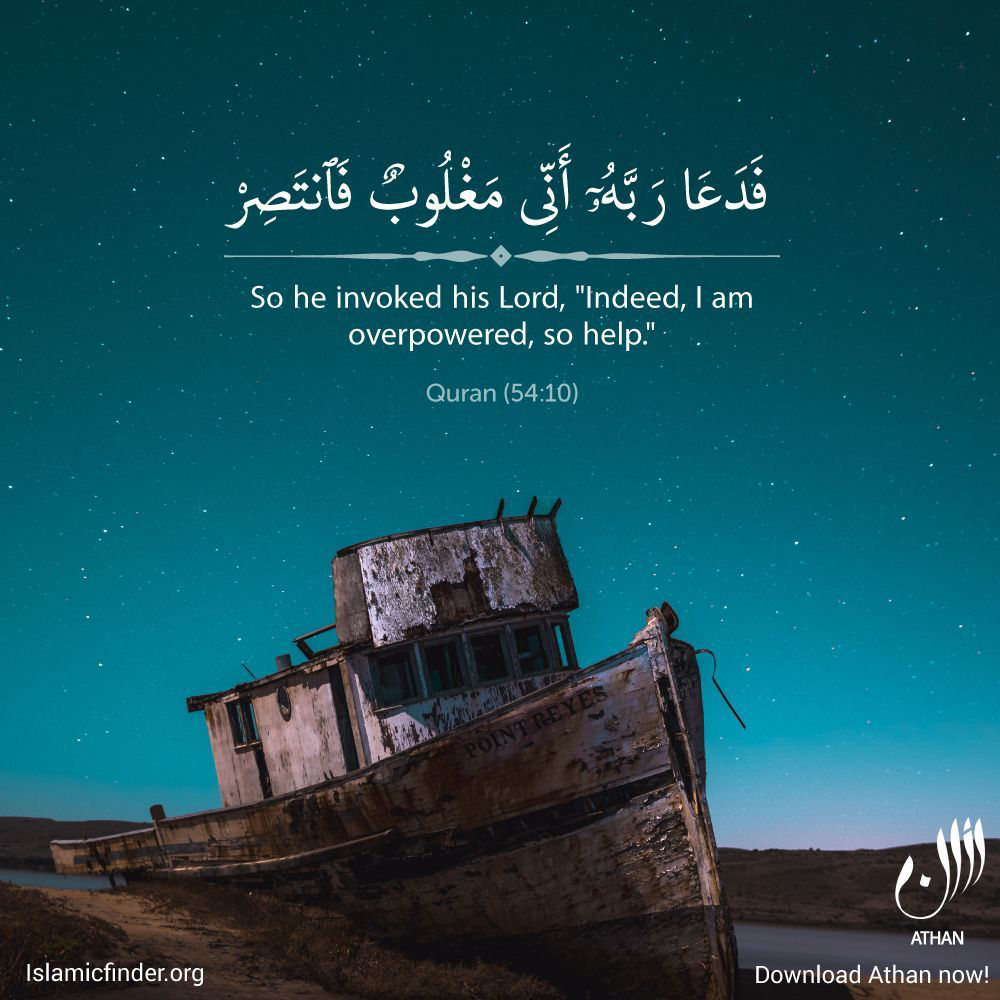 فَدَعَا رَبَّهُۥٓ أَنِّى مَغْلُوبٌ فَٱنتَصِرْ
So he invoked his Lord, "Indeed, I am
overpowered, so help."
Quran (54:10)
POINT REYES
ATHAN
Islamicfinder.org
Download Athan now!